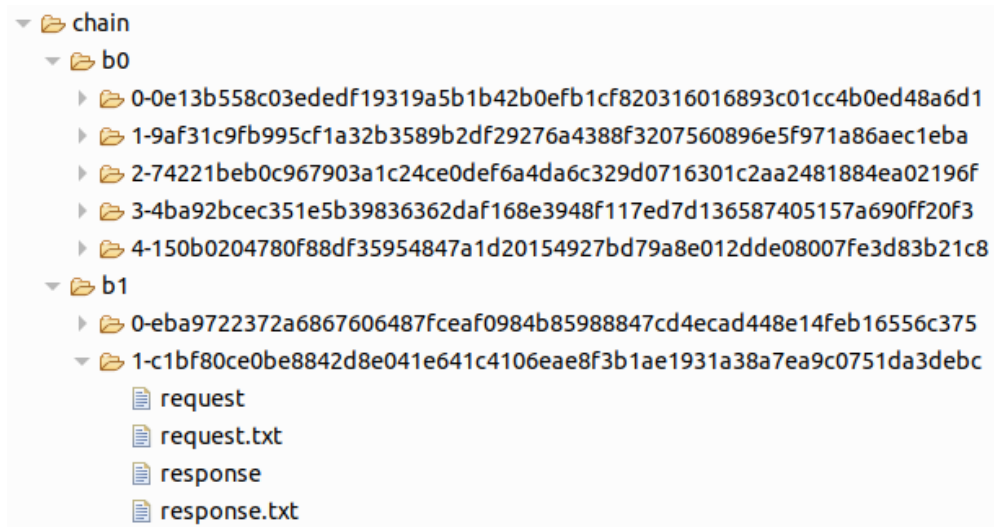 chain
b0
0-0e13b558c03ededf19319a5b1b42b0efb1cf820316016893c01cc4b0ed48a6d1
1-9af31c9fb995cf1a32b3589b2df29276a4388f3207560896e5f971a86aec1eba
2-74221beb0c967903a1c24ce0def6a4da6c329d0716301c2aa2481884ea02196f
3-4ba92bcec351e5b39836362daf168e3948f117ed7d136587405157a690ff20f3
4-150b0204780f88df35954847a1d20154927bd79a8e012dde08007fe3d83b21c8
b1
0-eba9722372a6867606487fceaf0984b85988847cd4ecad448e14feb16556c375
1-c1bf80ce0be8842d8e041e641c4106eae8f3b1ae1931a38a7ea9c0751da3debc
request
request.txt
response
response.txt